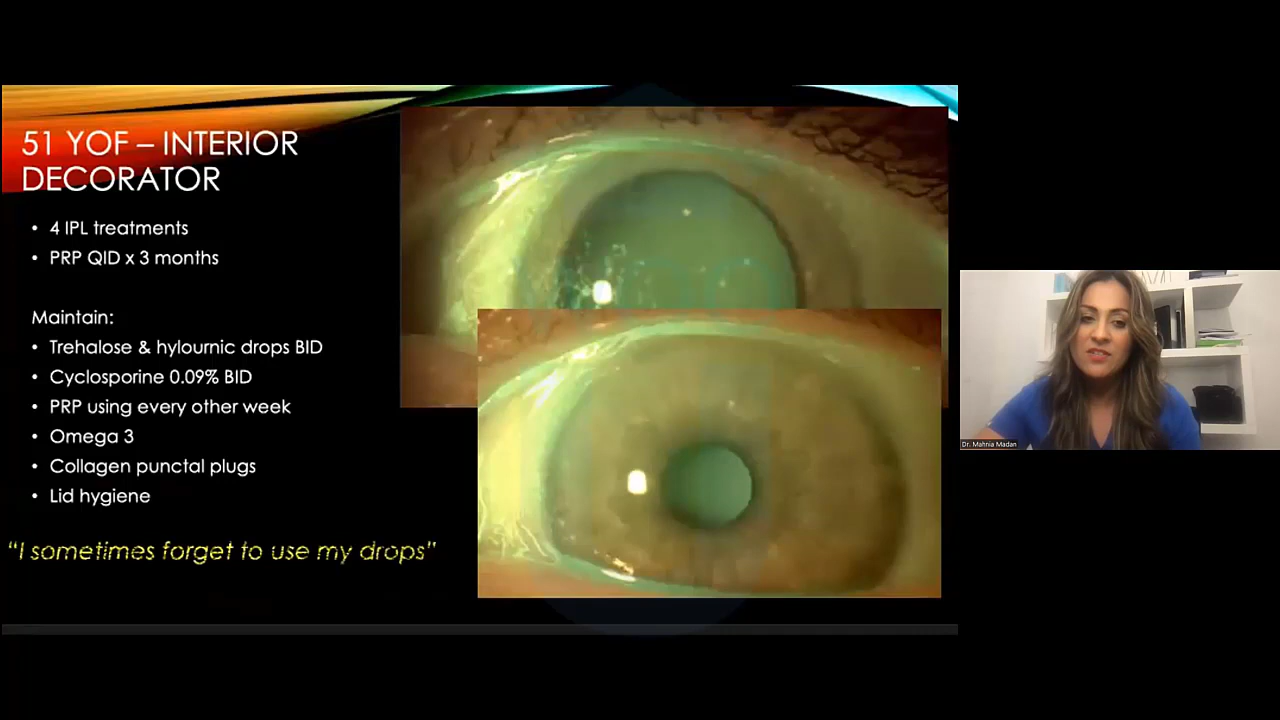 51 YOF – INTERIOR
DECORATOR
• 4 IPL treatments
• PRP QID x 3 months
Maintain:
• Trehalose & hylournic drops BID
• Cyclosporine 0.09% BID
• PRP using every other week
• Omega 3
• Collagen punctal plugs
• Lid hygiene
“I sometimes forget to use my drops”
Dr. Mahnia Madan